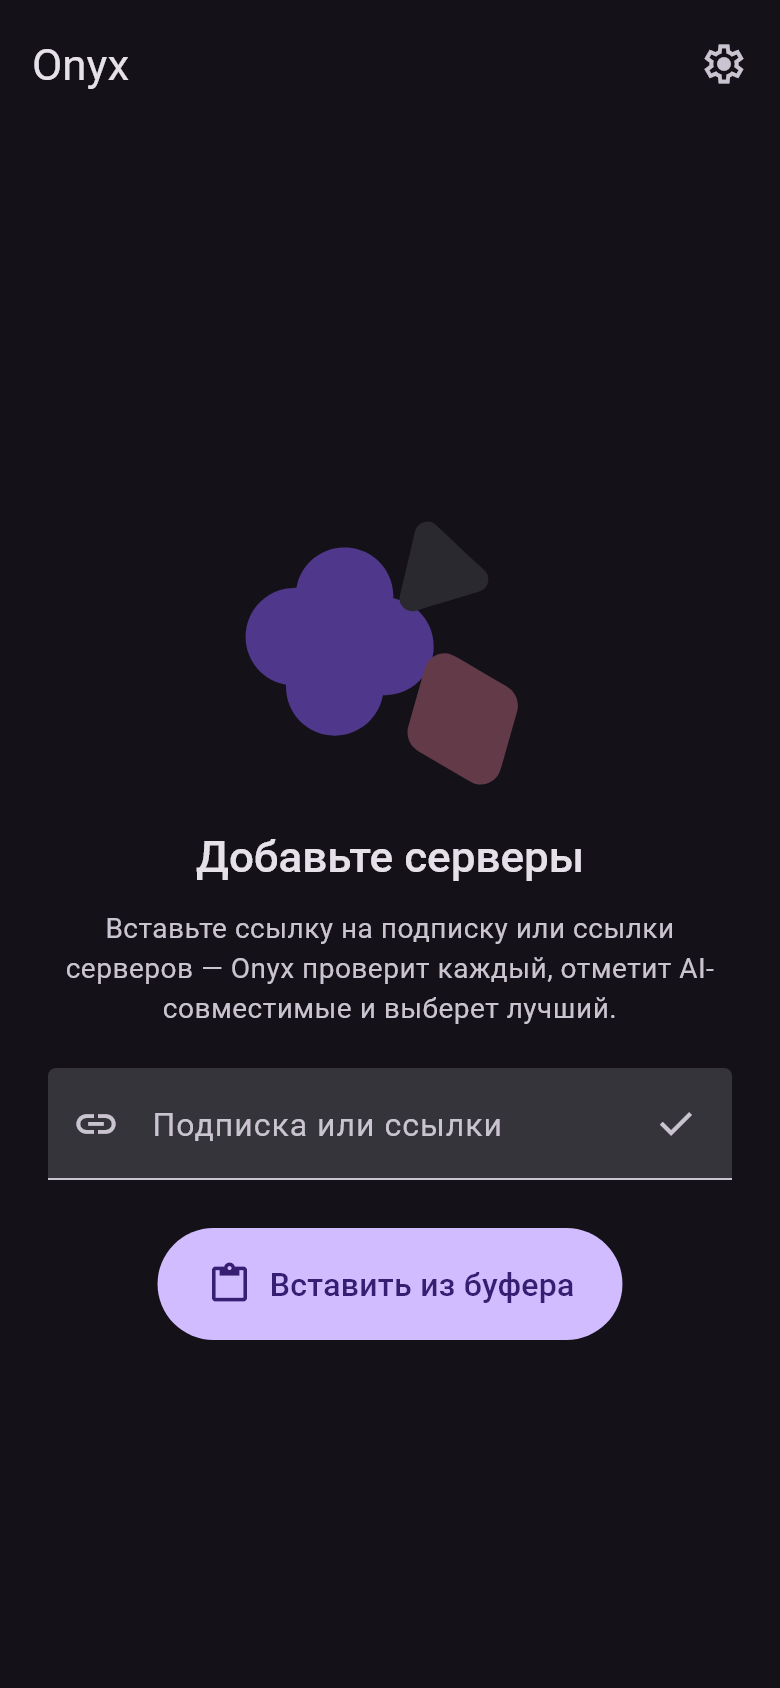 Onyx
Добавьте серверы
Вставьте ссылку на подписку или ссылки
серверов — Onyx проверит каждый, отметит AI-
совместимые и выберет лучший.
Подписка или ссылки
Вставить из буфера